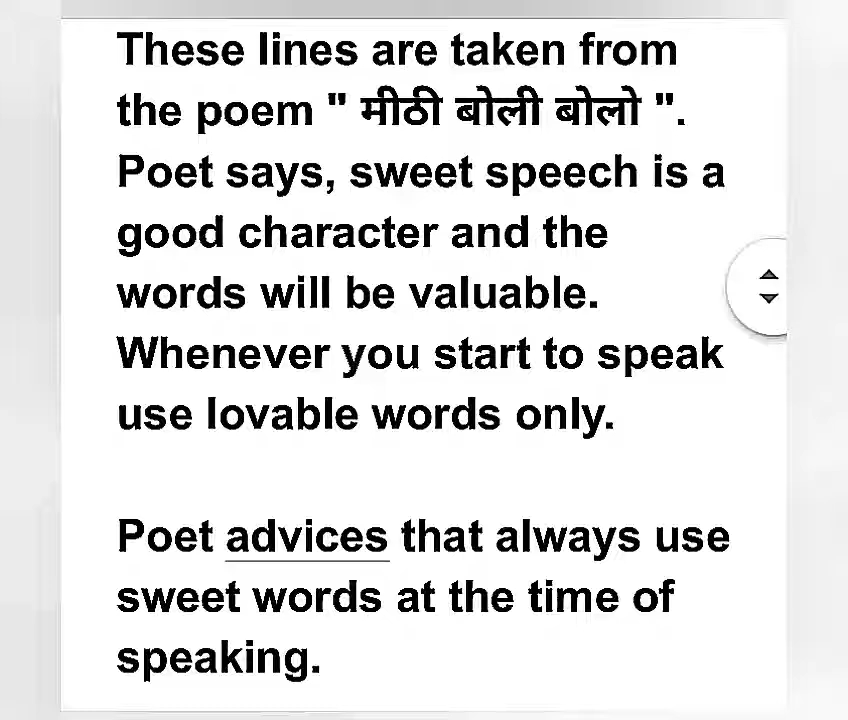 These lines are taken from
the poem " मीठी बोली बोलो ".
Poet says, sweet speech is a
good character and the
words will be valuable.
Whenever you start to speak
use lovable words only.
Poet advices that always use
sweet words at the time of
speaking.